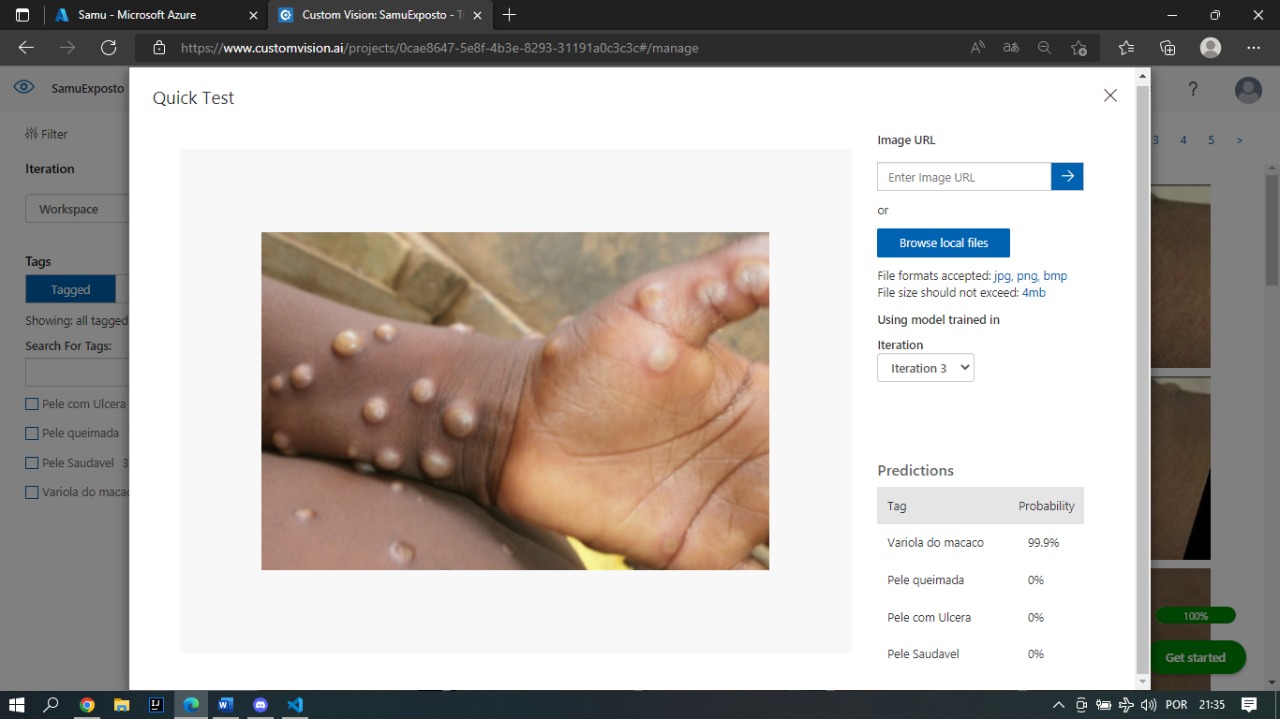 Samu - Microsoft Azure
Custom Vision: SamuExposto - T
https://www.customvision.ai/projects/0cae8647-5e8f-4b3e-8293-31191a0c3c3c#/manage
SamuExposto
Quick Test
?
Filter
Iteration
Workspace
Tags
Tagged
Showing: all tagged
Search For Tags:
Pele com Ulcera
Pele queimada
Pele Saudavel 3
Variola do macac
Image URL
Enter Image URL
or
Browse local files
File formats accepted: jpg, png, bmp
File size should not exceed: 4mb
Using model trained in
Iteration
Iteration 3
Predictions
Tag Probability
Variola do macaco 99.9%
Pele queimada 0%
Pele com Ulcera 0%
Pele Saudavel 0%
3 4 5 >
100%
Get started
POR 21:35